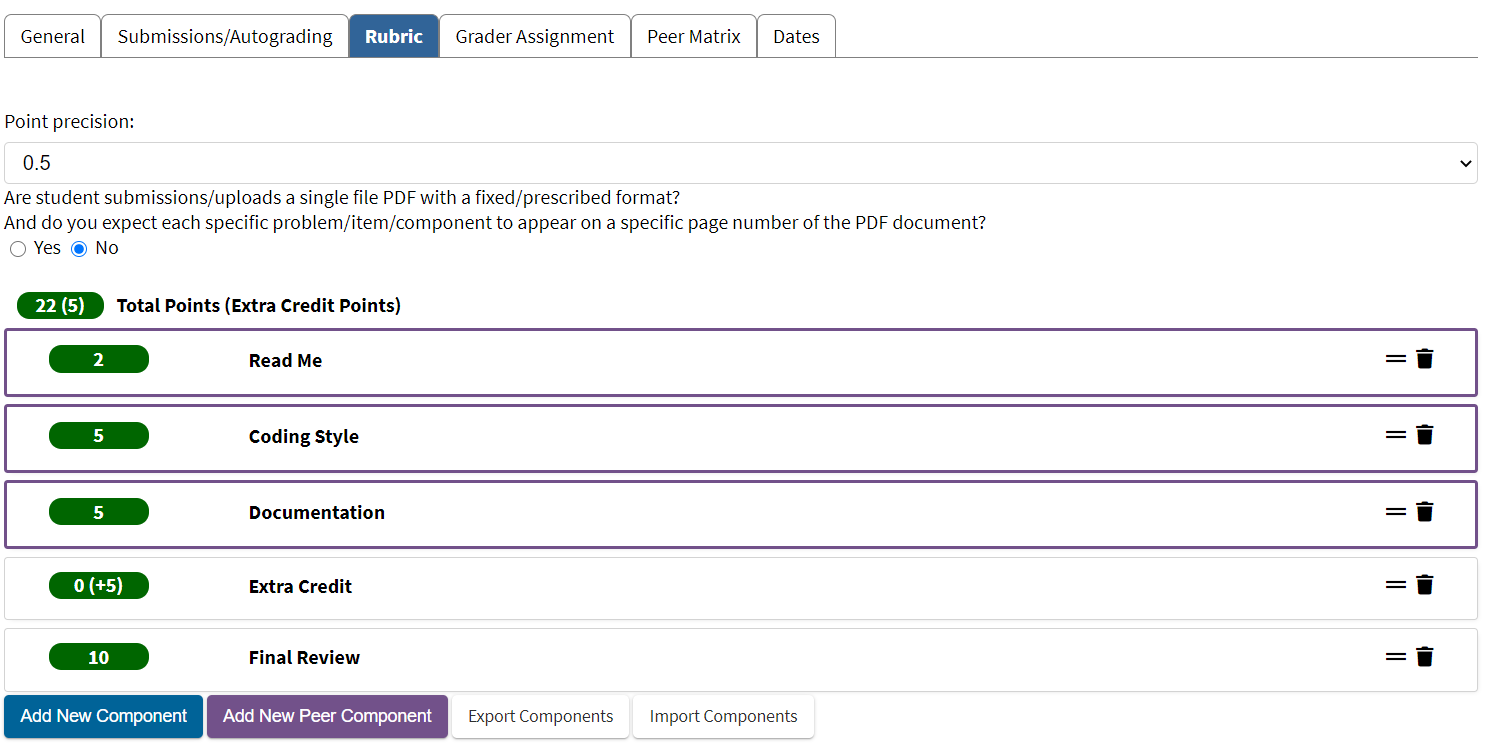 General Submissions/Autograding Rubric Grader Assignment Peer Matrix Dates
Point precision:
0.5
Are student submissions/uploads a single file PDF with a fixed/prescribed format?
And do you expect each specific problem/item/component to appear on a specific page number of the PDF document?
Yes No
22 (5) Total Points (Extra Credit Points)
2 Read Me
5 Coding Style
5 Documentation
0 (+5) Extra Credit
10 Final Review
Add New Component Add New Peer Component Export Components Import Components